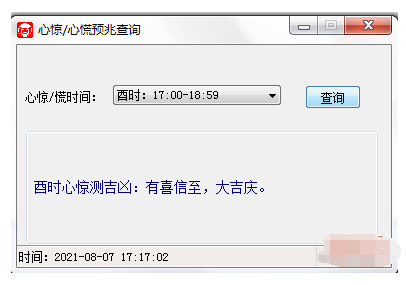 心惊/心慌预兆查询
心惊/慌时间： 酉时：17:00-18:59 查询
酉时心惊测吉凶：有喜信至，大吉庆。
时间：2021-08-07 17:17:02